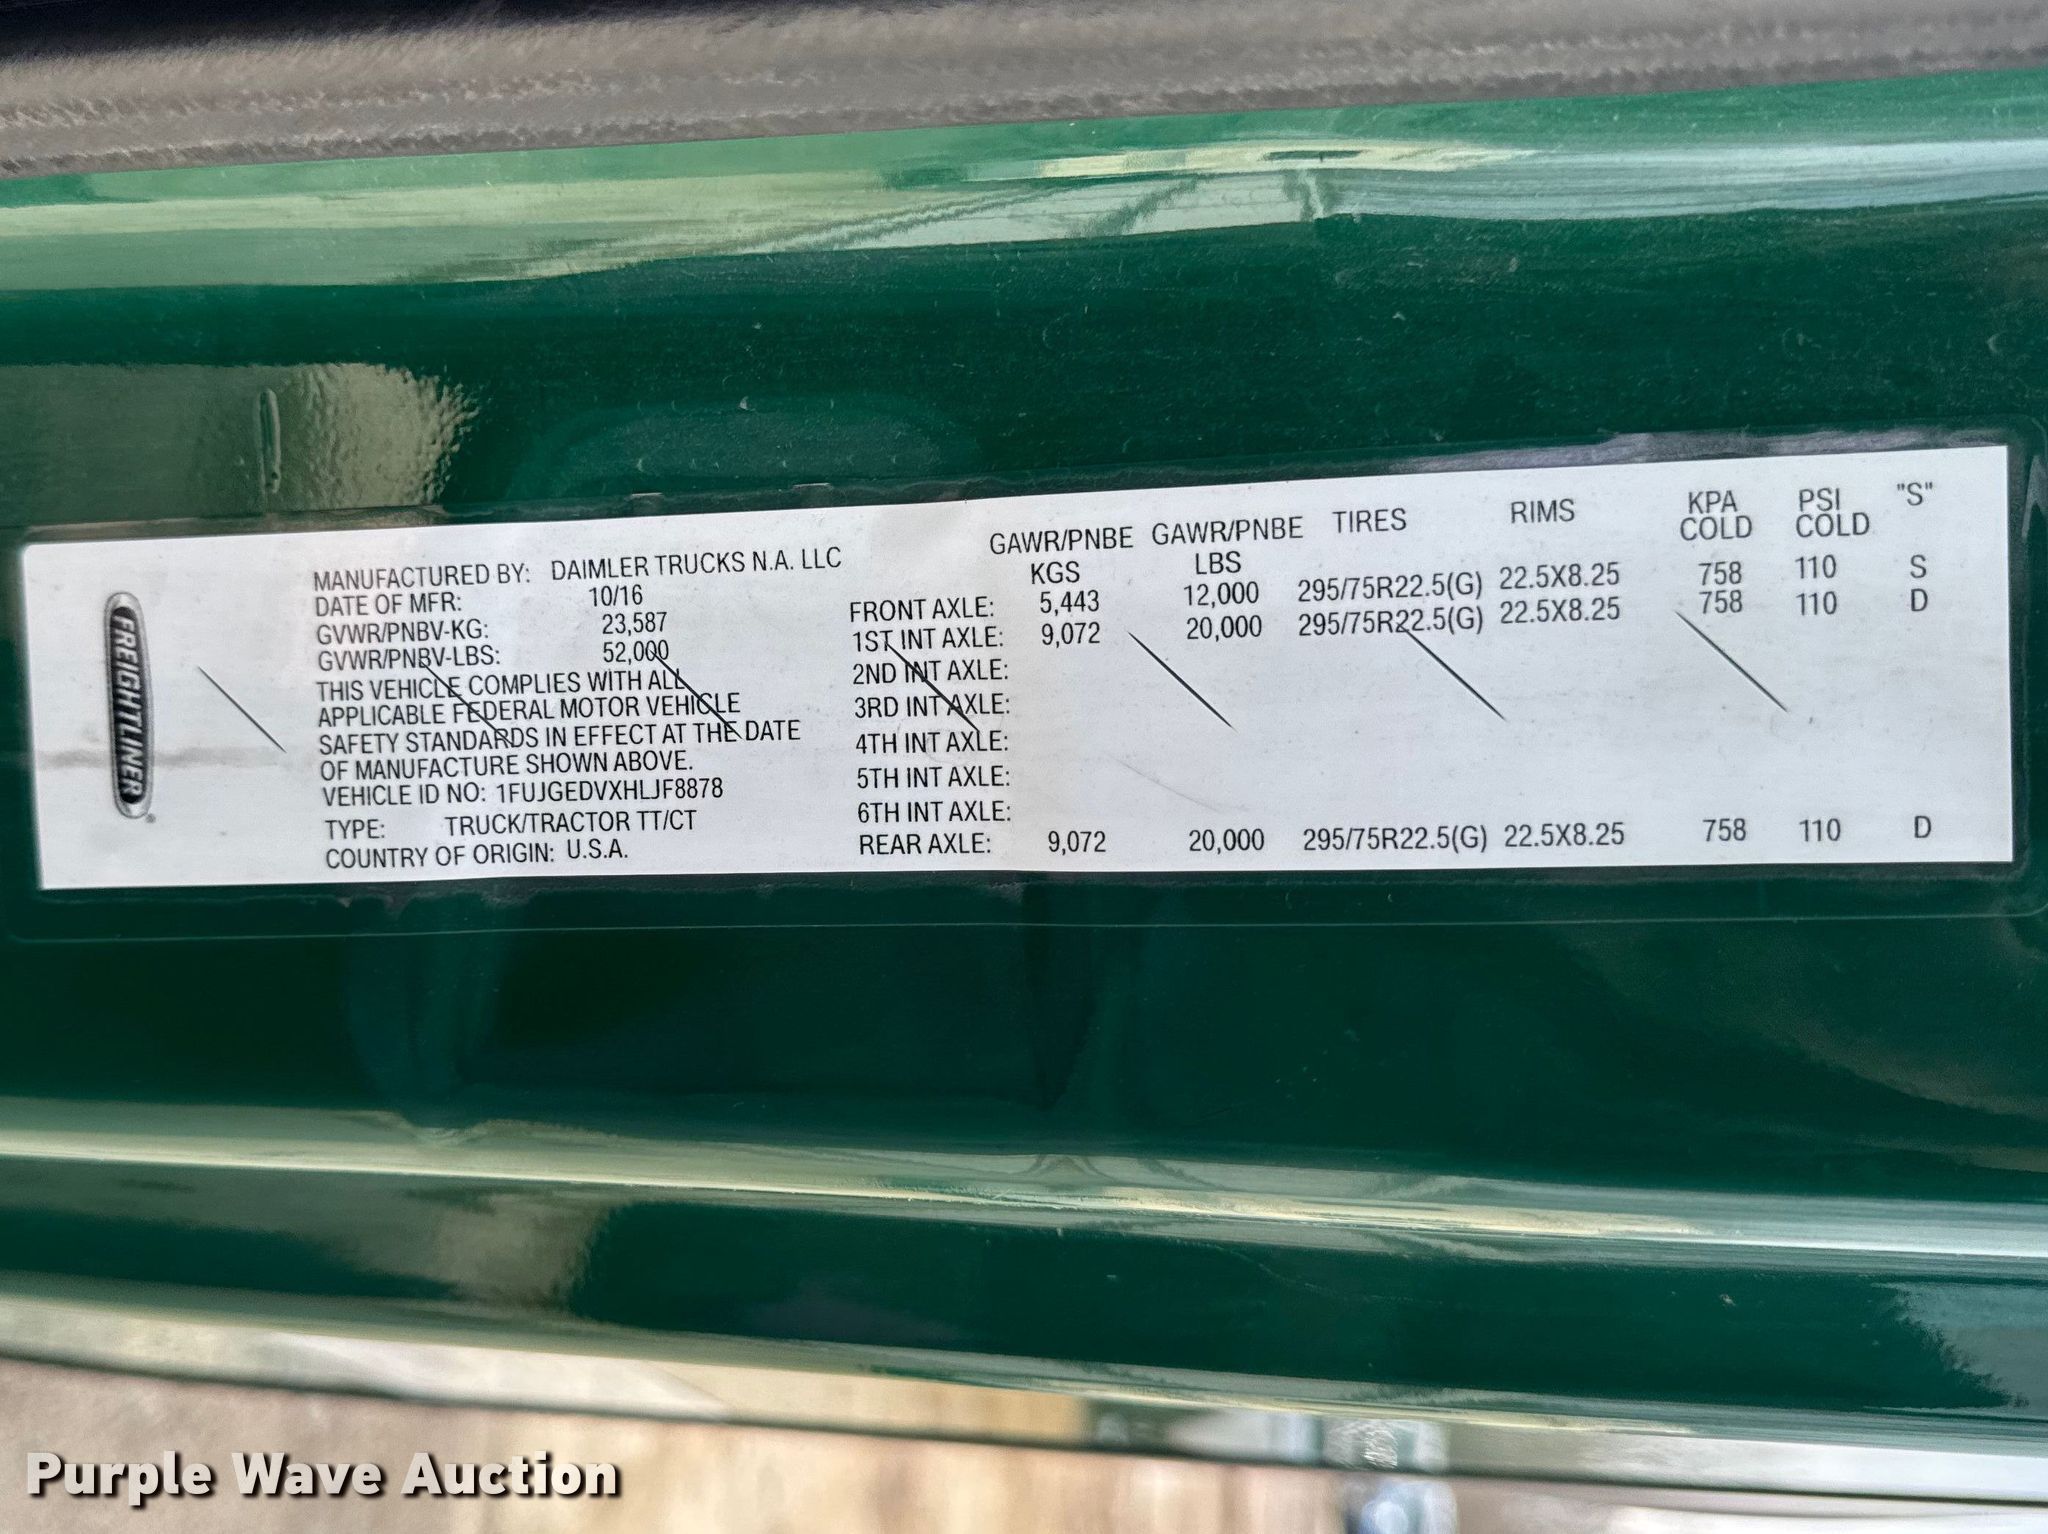 FREIGHTLINER®
MANUFACTURED BY: DAIMLER TRUCKS N.A. LLC
DATE OF MFR: 10/16
GVWR/PNBV-KG: 23,587
GVWR/PNBV-LBS: 52,000
THIS VEHICLE COMPLIES WITH ALL
APPLICABLE FEDERAL MOTOR VEHICLE
SAFETY STANDARDS IN EFFECT AT THE DATE
OF MANUFACTURE SHOWN ABOVE.
VEHICLE ID NO: 1FUJGEDVXHLJF8878
TYPE: TRUCK/TRACTOR TT/CT
COUNTRY OF ORIGIN: U.S.A.
GAWR/PNBE GAWR/PNBE TIRES RIMS KPA PSI "S"
KGS LBS COLD COLD
FRONT AXLE: 5,443 12,000 295/75R22.5(G) 22.5X8.25 758 110 S
1ST INT AXLE: 9,072 20,000 295/75R22.5(G) 22.5X8.25 758 110 D
2ND INT AXLE:
3RD INT AXLE:
4TH INT AXLE:
5TH INT AXLE:
6TH INT AXLE:
REAR AXLE: 9,072 20,000 295/75R22.5(G) 22.5X8.25 758 110 D
Purple Wave Auction